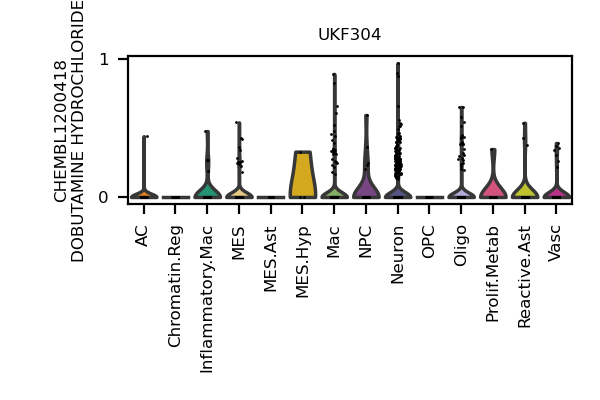 UKF304
CHEMBL1200418
DOBUTAMINE HYDROCHLORIDE
1
0
AC
Chromatin.Reg
Inflammatory.Mac
MES
MES.Ast
MES.Hyp
Mac
NPC
Neuron
OPC
Oligo
Prolif.Metab
Reactive.Ast
Vasc